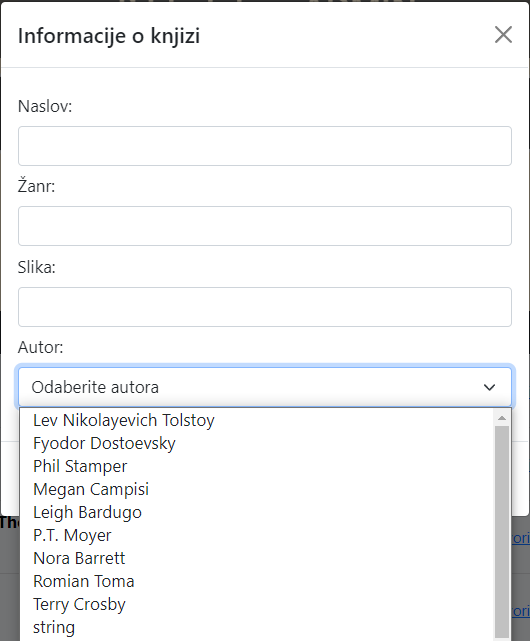 Informacije o knjizi
Naslov:
Žanr:
Slika:
Autor:
Odaberite autora
Lev Nikolayevich Tolstoy
Fyodor Dostoevsky
Phil Stamper
Megan Campisi
Leigh Bardugo
P.T. Moyer
Nora Barrett
Romian Toma
Terry Crosby
string